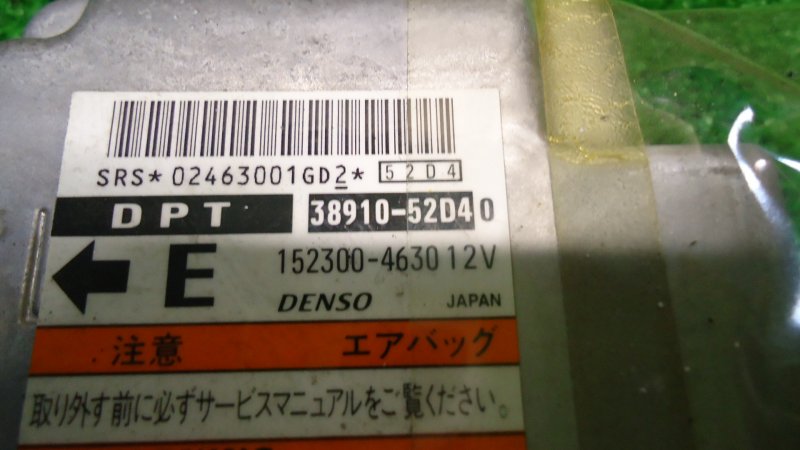 SRS*02463001GD2* 52D4
DPT 38910-52D40
E 152300-4630 12V
DENSO JAPAN
注意 エアバッグ
取り外す前に必ずサービスマニュアルをご覧ください。